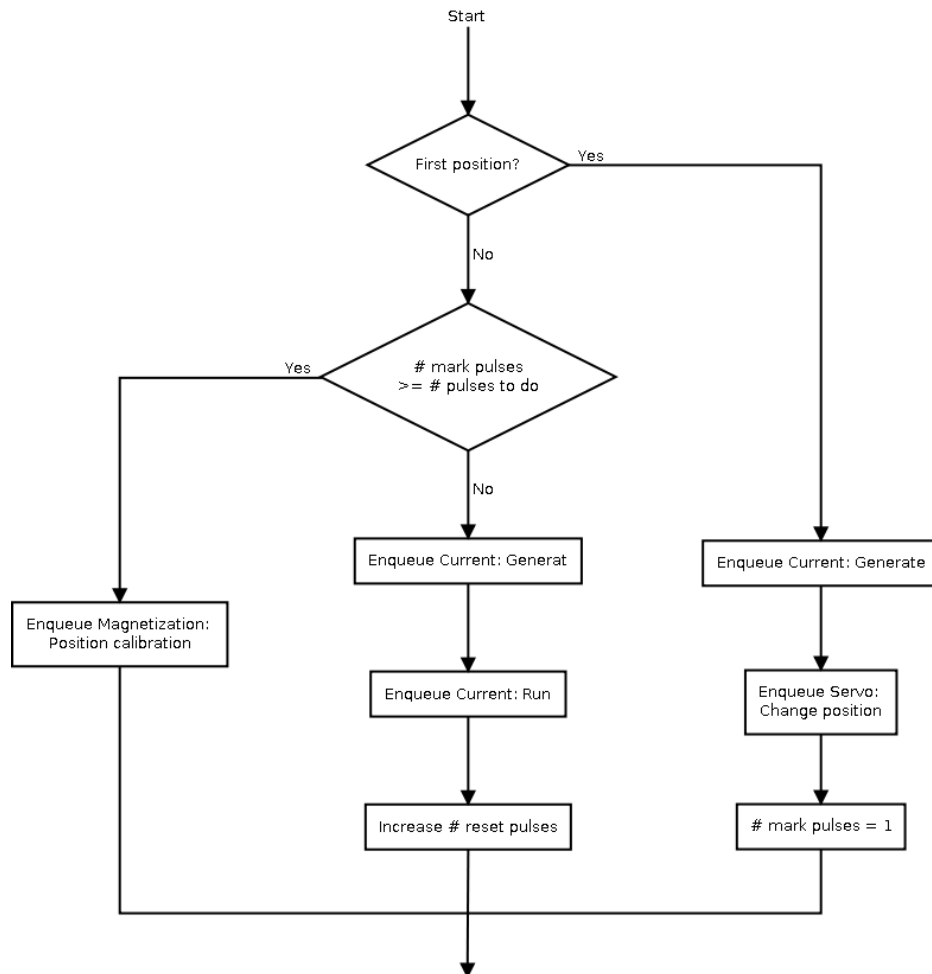 Start
First position?
Yes
No
Yes
# mark pulses
>= # pulses to do
No
Enqueue Current: Generat
Enqueue Current: Generate
Enqueue Magnetization:
Position calibration
Enqueue Current: Run
Enqueue Servo:
Change position
Increase # reset pulses
# mark pulses = 1